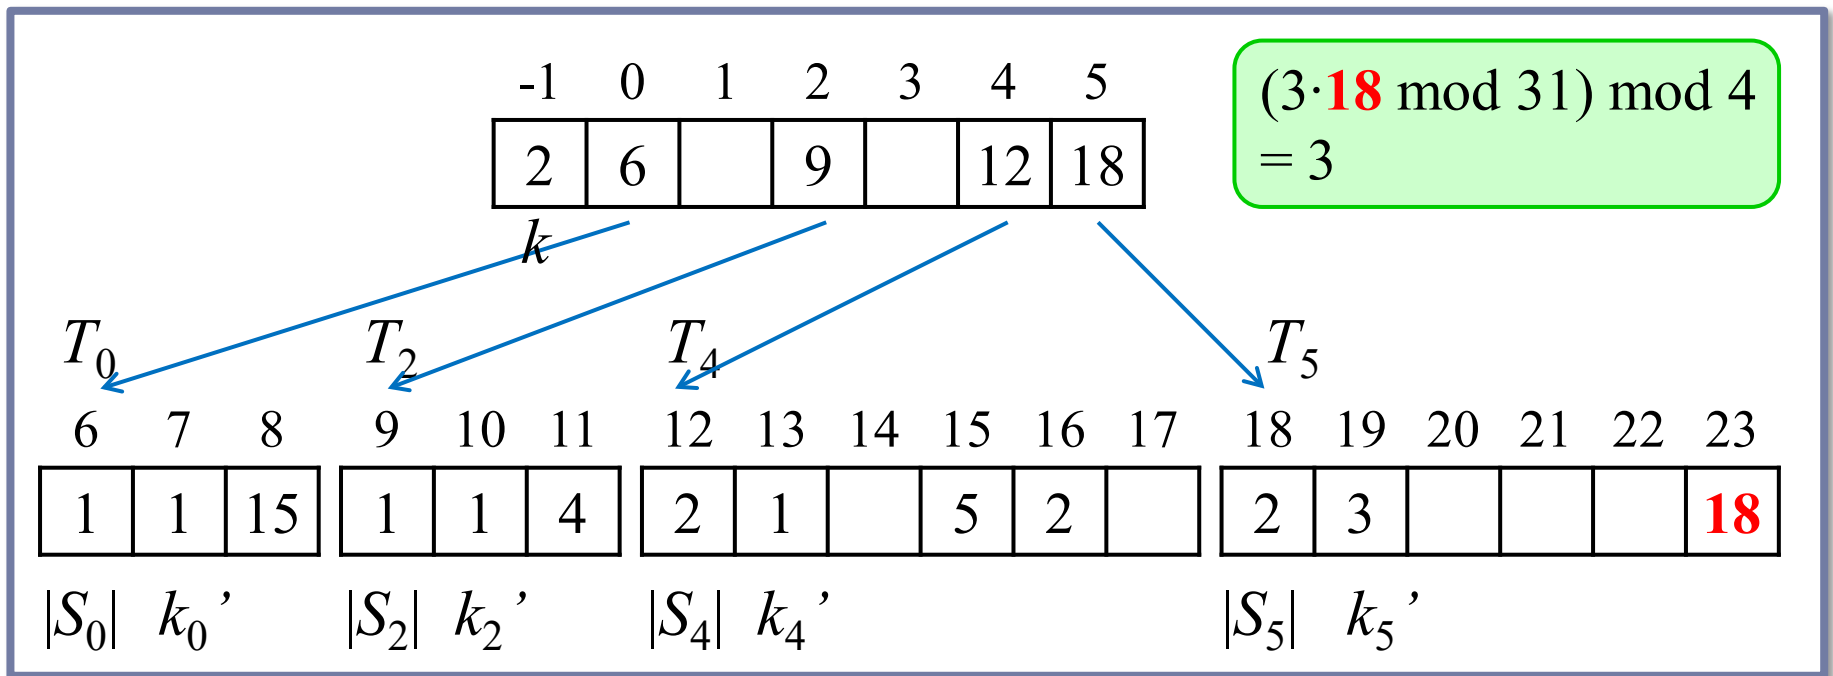 -1 0 1 2 3 4 5
2 6 9 12 18
k
(3·18 mod 31) mod 4
= 3
T0 T2 T4 T5
6 7 8 9 10 11 12 13 14 15 16 17 18 19 20 21 22 23
1 1 15 1 1 4 2 1 5 2 2 3 18
|S0| k0’ |S2| k2’ |S4| k4’ |S5| k5’